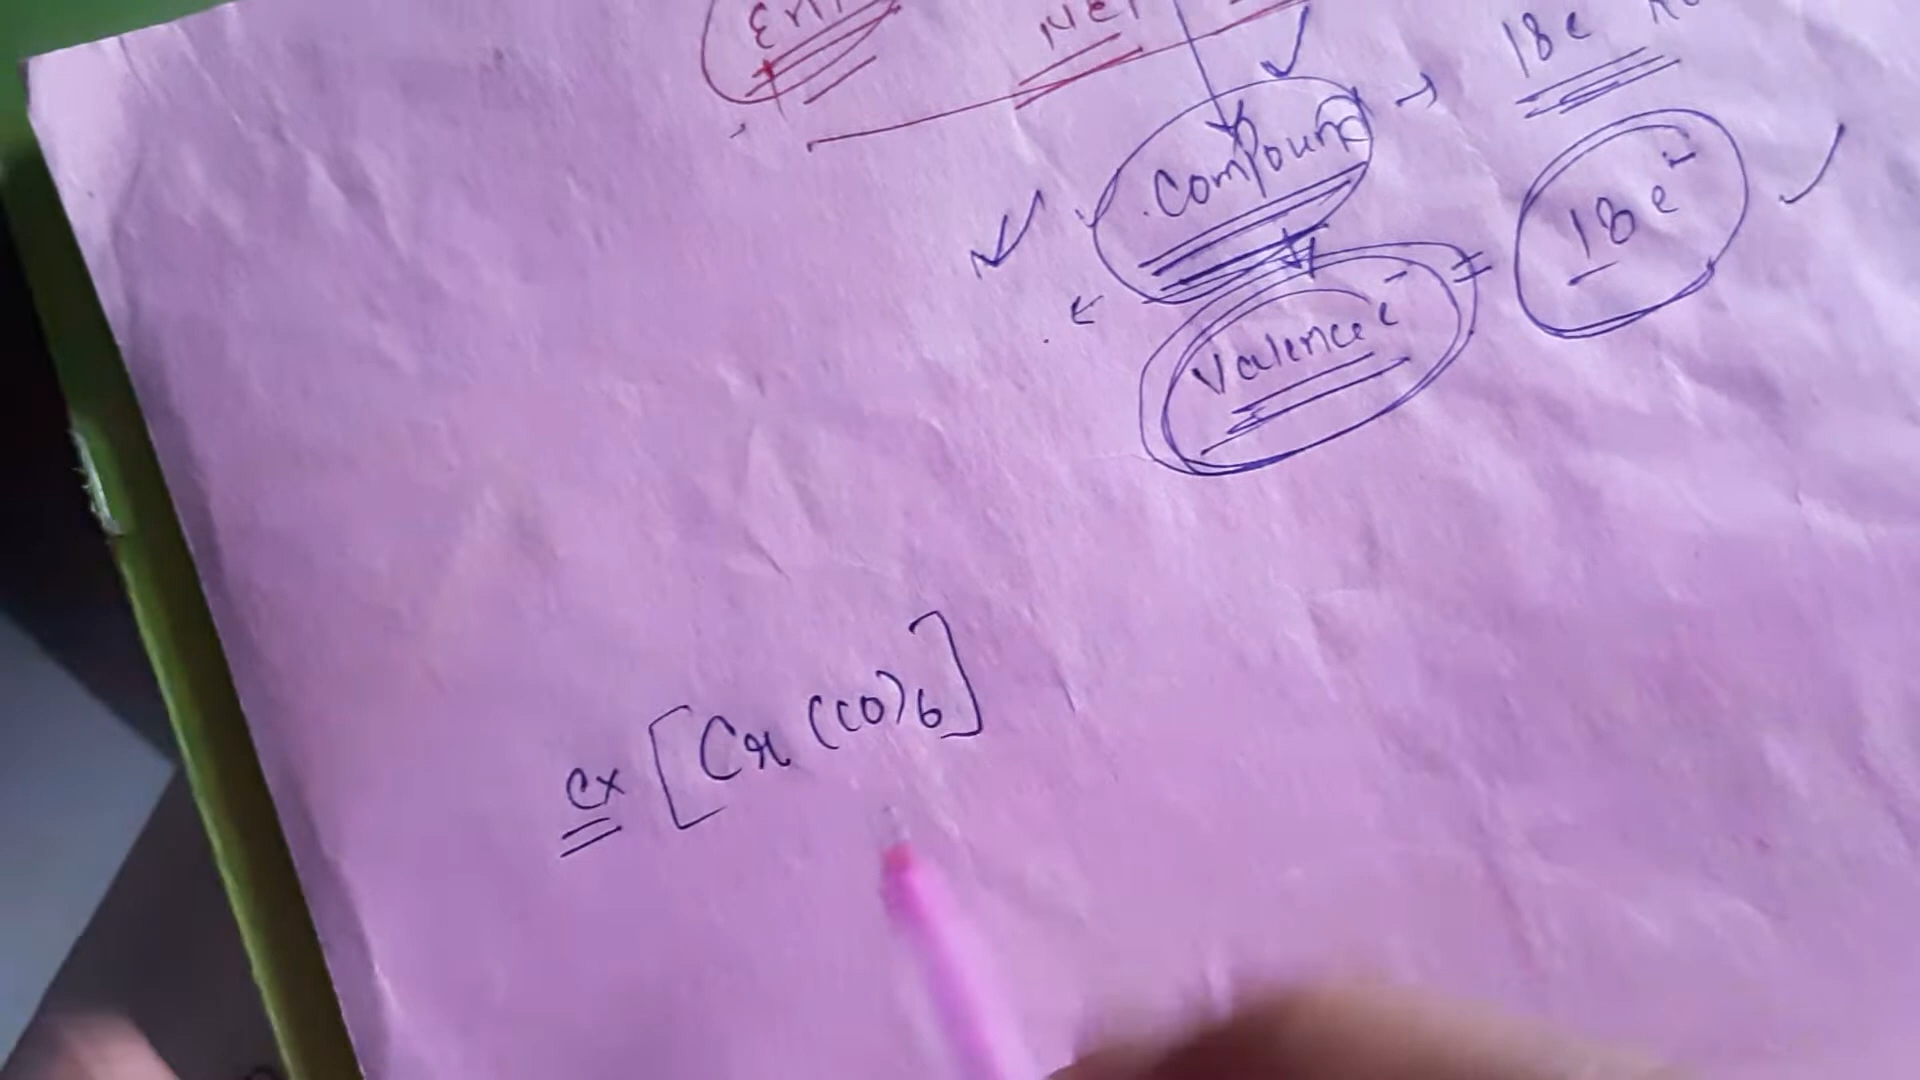 18e
Compound →
18e⁻
Valence e⁻ =
ex [Cr(CO)6]